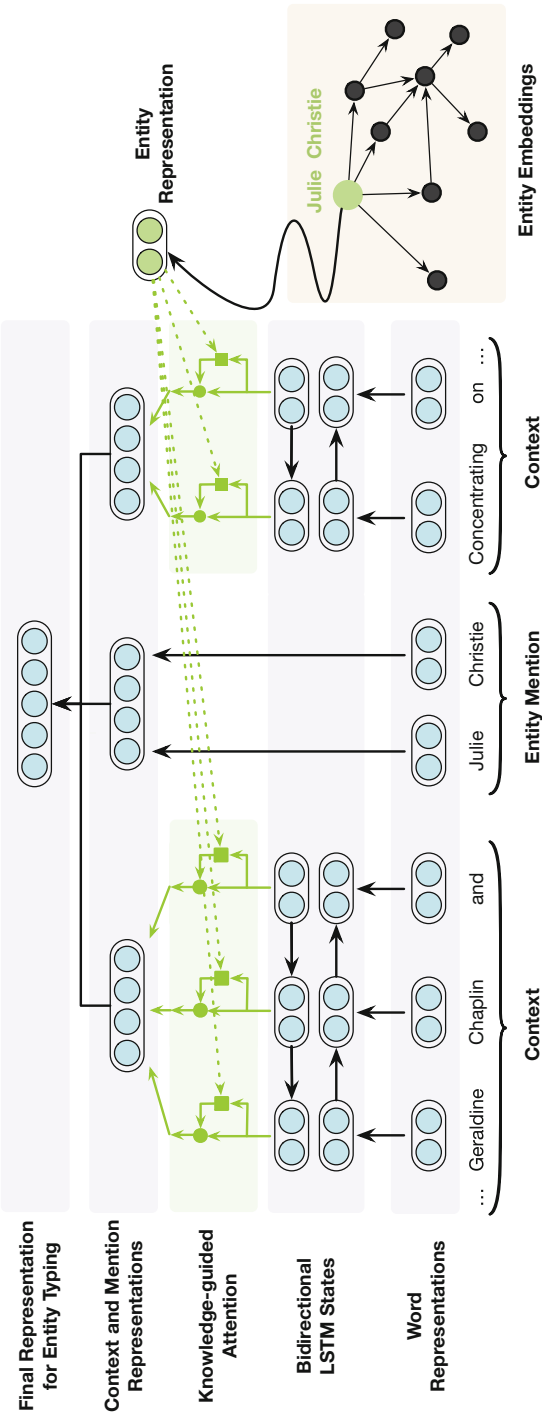 Final Representation
for Entity Typing
Context and Mention
Representations
Knowledge-guided
Attention
Bidirectional
LSTM States
Word
Representations
Entity
Representation
Julie Christie
Entity Embeddings
.... Geraldine Chaplin and Julie Christie Concentrating on ....
Context Entity Mention Context